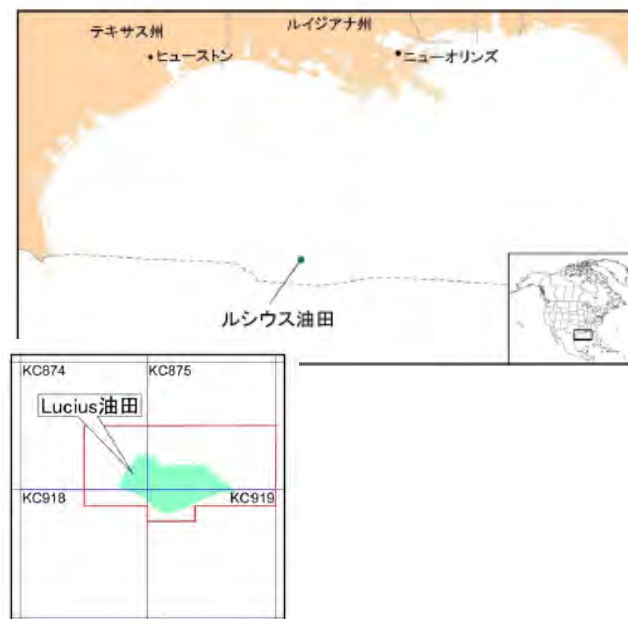 テキサス州
ルイジアナ州
ヒューストン
ニューオリンズ
ルシウス油田
KC874
KC875
Lucius油田
KC918
KC919